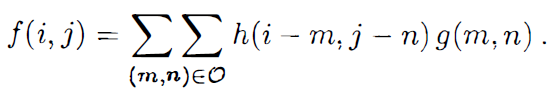 f(i, j) = ∑∑ h(i − m, j − n) g(m, n) .
(m,n)∈𝒪